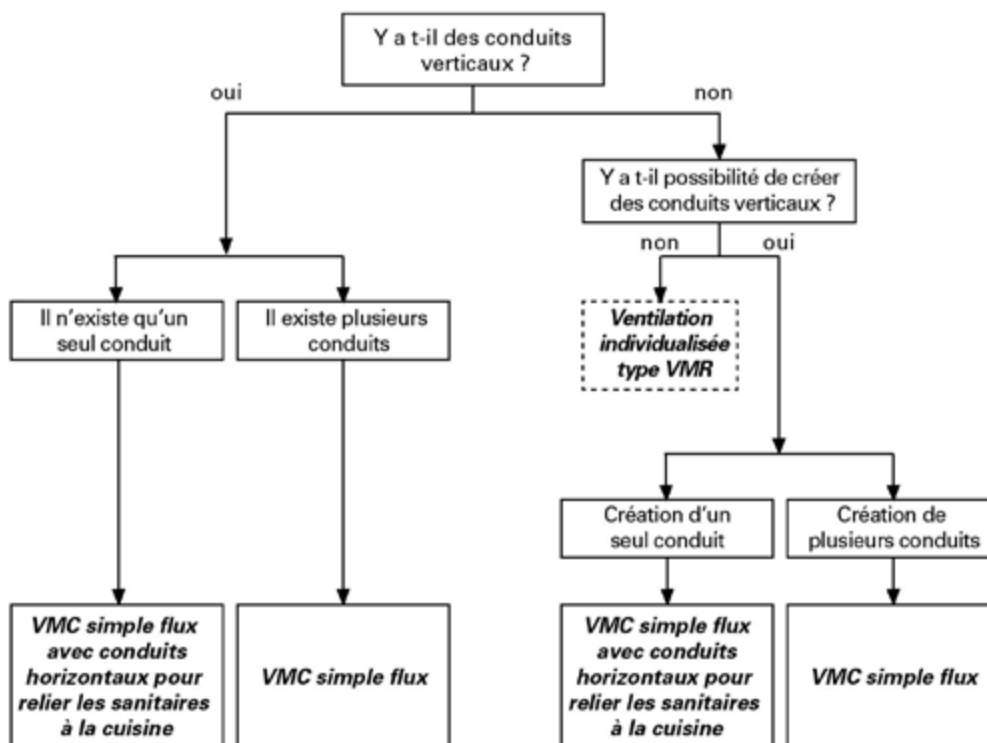 Y a t-il des conduits
verticaux ?
oui
non
Y a t-il possibilité de créer
des conduits verticaux ?
non
oui
Il n'existe qu'un
seul conduit
Il existe plusieurs
conduits
Ventilation
individualisée
type VMR
Création d'un
seul conduit
Création de
plusieurs conduits
VMC simple flux
avec conduits
horizontaux pour
relier les sanitaires
à la cuisine
VMC simple flux
VMC simple flux
avec conduits
horizontaux pour
relier les sanitaires
à la cuisine
VMC simple flux